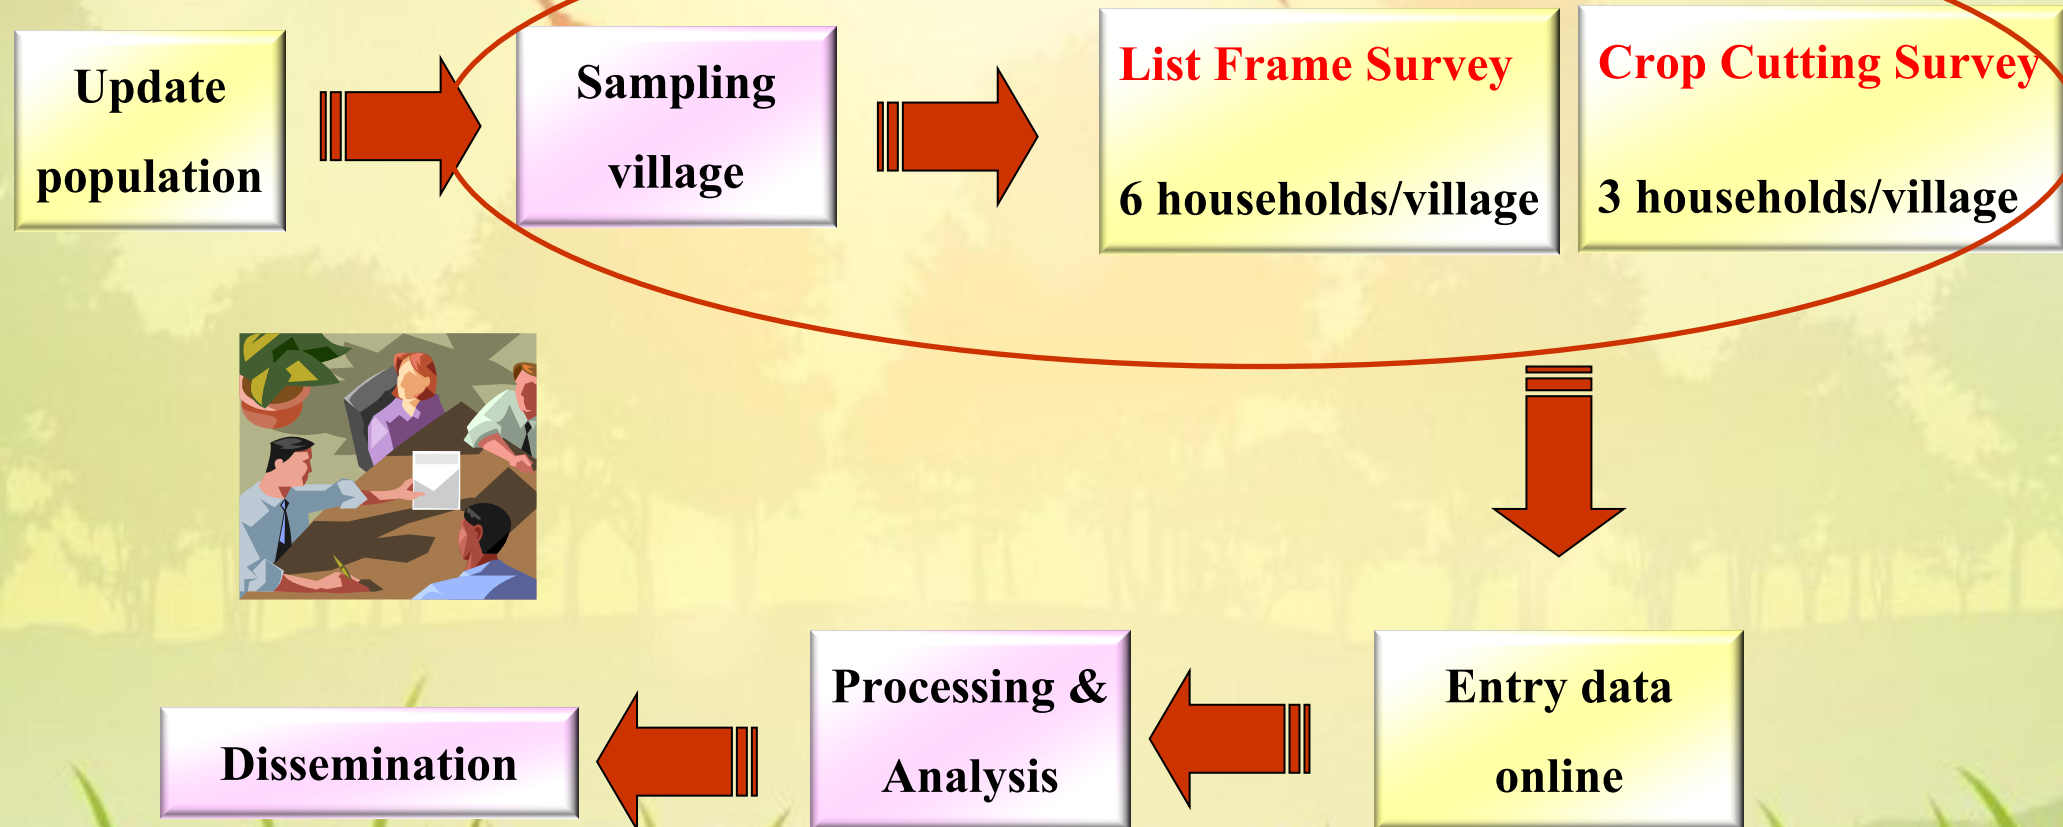 Update
population
Sampling
village
List Frame Survey
6 households/village
Crop Cutting Survey
3 households/village
Entry data
online
Processing &
Analysis
Dissemination